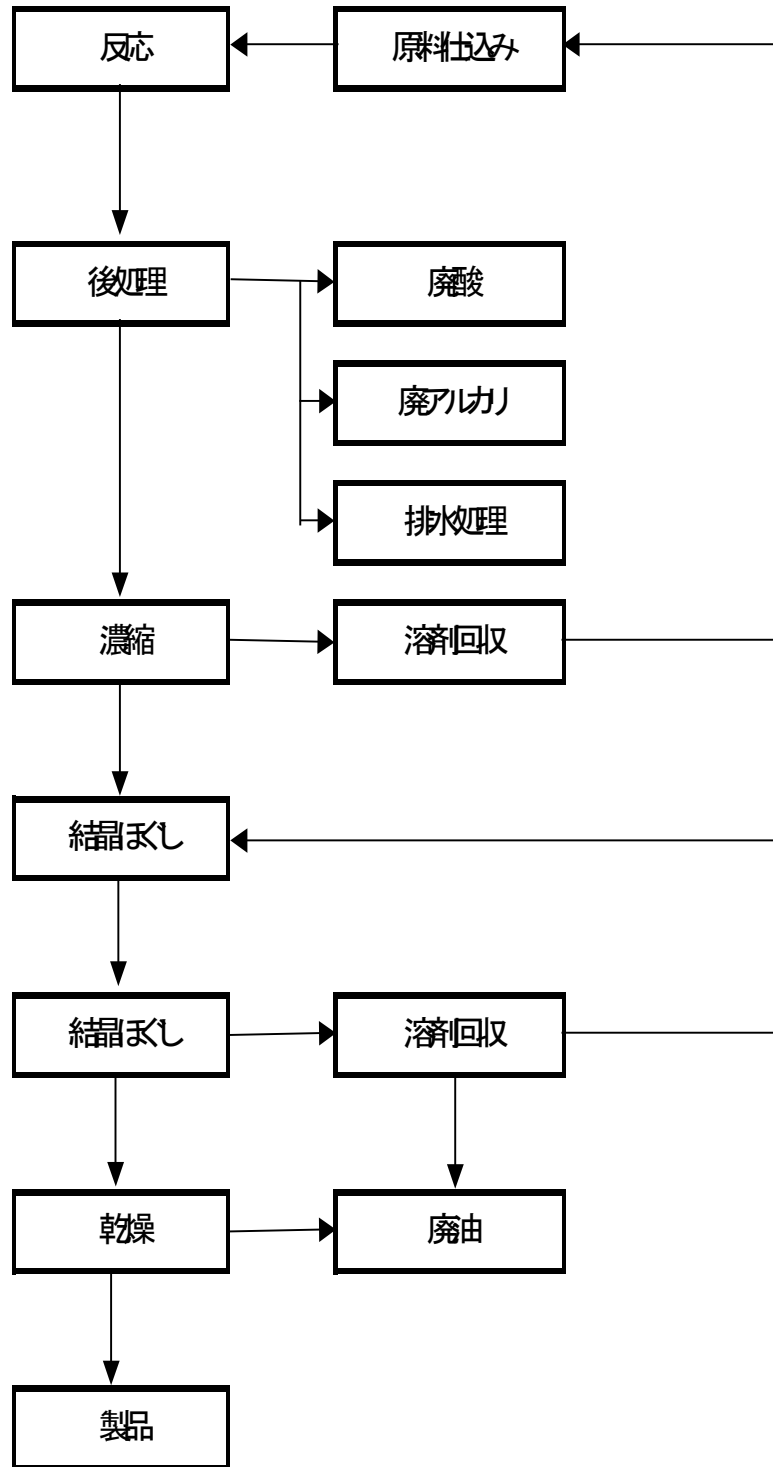 反応
原料仕込み
後処理
廃酸
廃アルカリ
排水処理
濃縮
溶剤回収
結晶ほぐし
結晶ほぐし
溶剤回収
乾燥
廃油
製品